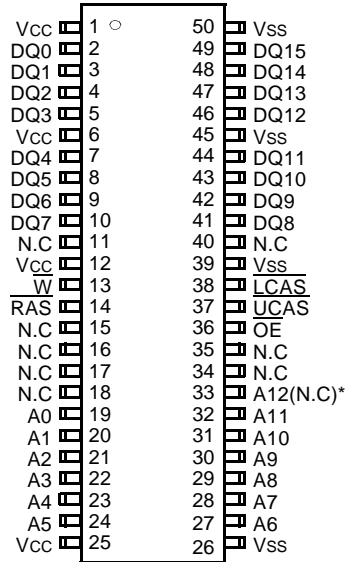 Vcc 1 50 Vss
DQ0 2 49 DQ15
DQ1 3 48 DQ14
DQ2 4 47 DQ13
DQ3 5 46 DQ12
Vcc 6 45 Vss
DQ4 7 44 DQ11
DQ5 8 43 DQ10
DQ6 9 42 DQ9
DQ7 10 41 DQ8
N.C 11 40 N.C
Vcc 12 39 Vss
W 13 38 LCAS
RAS 14 37 UCAS
N.C 15 36 OE
N.C 16 35 N.C
N.C 17 34 N.C
N.C 18 33 A12(N.C)*
A0 19 32 A11
A1 20 31 A10
A2 21 30 A9
A3 22 29 A8
A4 23 28 A7
A5 24 27 A6
Vcc 25 26 Vss